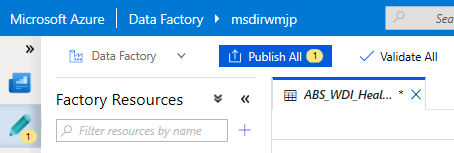 Microsoft Azure Data Factory msdirwmjp Sea
Data Factory Publish All 1 Validate All
Factory Resources ABS_WDI_Heal... *
Filter resources by name
1